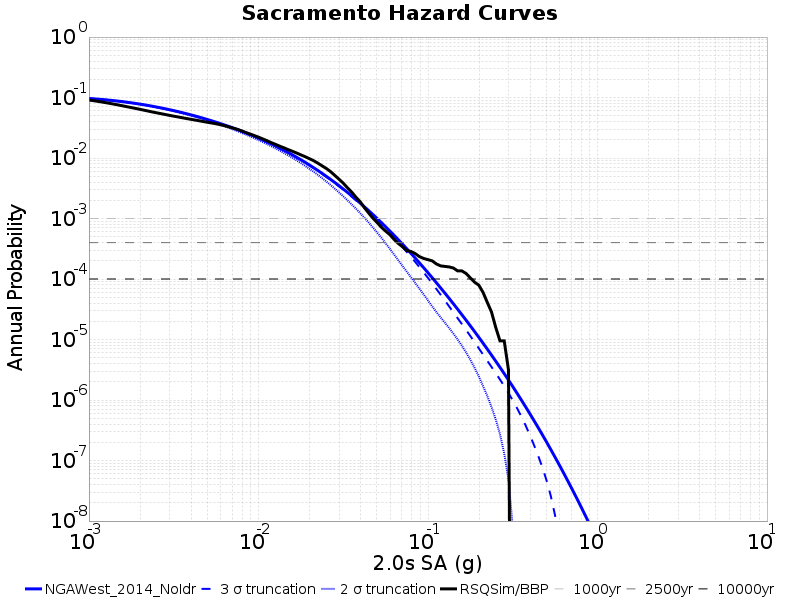 Sacramento Hazard Curves
10^0
10^-1
10^-2
10^-3
10^-4
10^-5
10^-6
10^-7
10^-8
Annual Probability
10^-3 10^-2 10^-1 10^0 10^1
2.0s SA (g)
NGAWest_2014_NoIdr 3 σ truncation 2 σ truncation RSQSim/BBP 1000yr 2500yr 10000yr